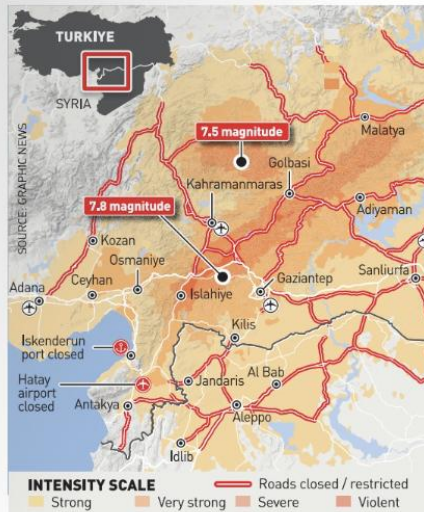 TURKIYE
SYRIA
SOURCE: GRAPHIC NEWS
7.5 magnitude
Malatya
Golbasi
Kahramanmaras
7.8 magnitude
Adiyaman
Kozan
Osmaniye
Ceyhan
Adana
Gaziantep
Sanliurfa
Islahiye
Iskenderun
port closed
Kilis
Hatay
airport
closed
Jandaris
Al Bab
Antakya
Aleppo
Idlib
INTENSITY SCALE
Roads closed / restricted
Strong
Very strong
Severe
Violent